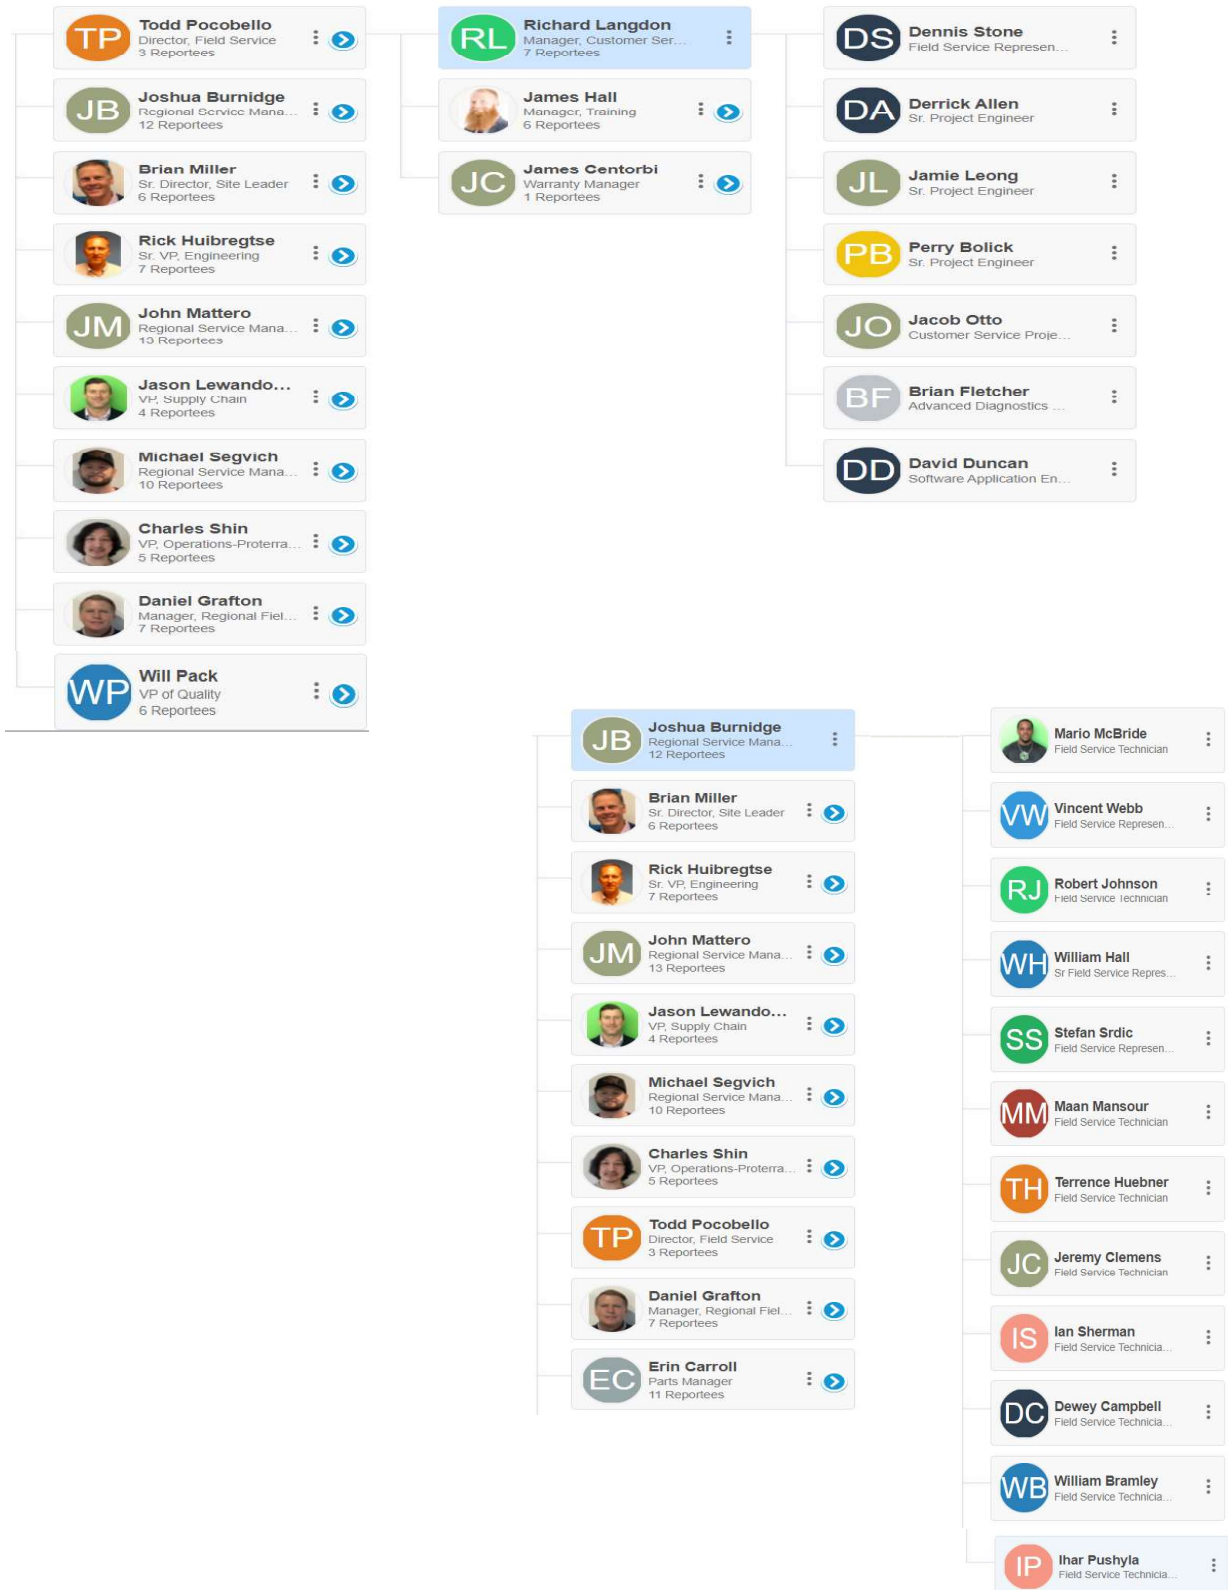 TP
Todd Pocobello
Director, Field Service
3 Reportees
JB
Joshua Burnidge
Regional Service Mana...
12 Reportees
Brian Miller
Sr. Director, Site Leader
6 Reportees
Rick Huibregtse
Sr. VP, Engineering
7 Reportees
JM
John Mattero
Regional Service Mana...
13 Reportees
Jason Lewando...
VP, Supply Chain
4 Reportees
Michael Segvich
Regional Service Mana...
10 Reportees
Charles Shin
VP, Operations-Proterra...
5 Reportees
Daniel Grafton
Manager, Regional Fiel...
7 Reportees
WP
Will Pack
VP of Quality
6 Reportees
RL
Richard Langdon
Manager, Customer Ser...
7 Reportees
James Hall
Manager, Training
6 Reportees
JC
James Centorbi
Warranty Manager
1 Reportees
DS
Dennis Stone
Field Service Represen...
DA
Derrick Allen
Sr. Project Engineer
JL
Jamie Leong
Sr. Project Engineer
PB
Perry Bolick
Sr. Project Engineer
JO
Jacob Otto
Customer Service Proje...
BF
Brian Fletcher
Advanced Diagnostics ...
DD
David Duncan
Software Application En...
JB
Joshua Burnidge
Regional Service Mana...
12 Reportees
Brian Miller
Sr. Director, Site Leader
6 Reportees
Rick Huibregtse
Sr. VP, Engineering
7 Reportees
JM
John Mattero
Regional Service Mana...
13 Reportees
Jason Lewando...
VP, Supply Chain
4 Reportees
Michael Segvich
Regional Service Mana...
10 Reportees
Charles Shin
VP, Operations-Proterra...
5 Reportees
TP
Todd Pocobello
Director, Field Service
3 Reportees
Daniel Grafton
Manager, Regional Fiel...
7 Reportees
EC
Erin Carroll
Parts Manager
11 Reportees
Mario McBride
Field Service Technician
VW
Vincent Webb
Field Service Represen...
RJ
Robert Johnson
Field Service Technician
WH
William Hall
Sr Field Service Repres...
SS
Stefan Srdic
Field Service Represen...
MM
Maan Mansour
Field Service Technician
TH
Terrence Huebner
Field Service Technician
JC
Jeremy Clemens
Field Service Technician
IS
Ian Sherman
Field Service Technicia...
DC
Dewey Campbell
Field Service Technicia...
WB
William Bramley
Field Service Technicia...
IP
Ihar Pushyla
Field Service Technicia...